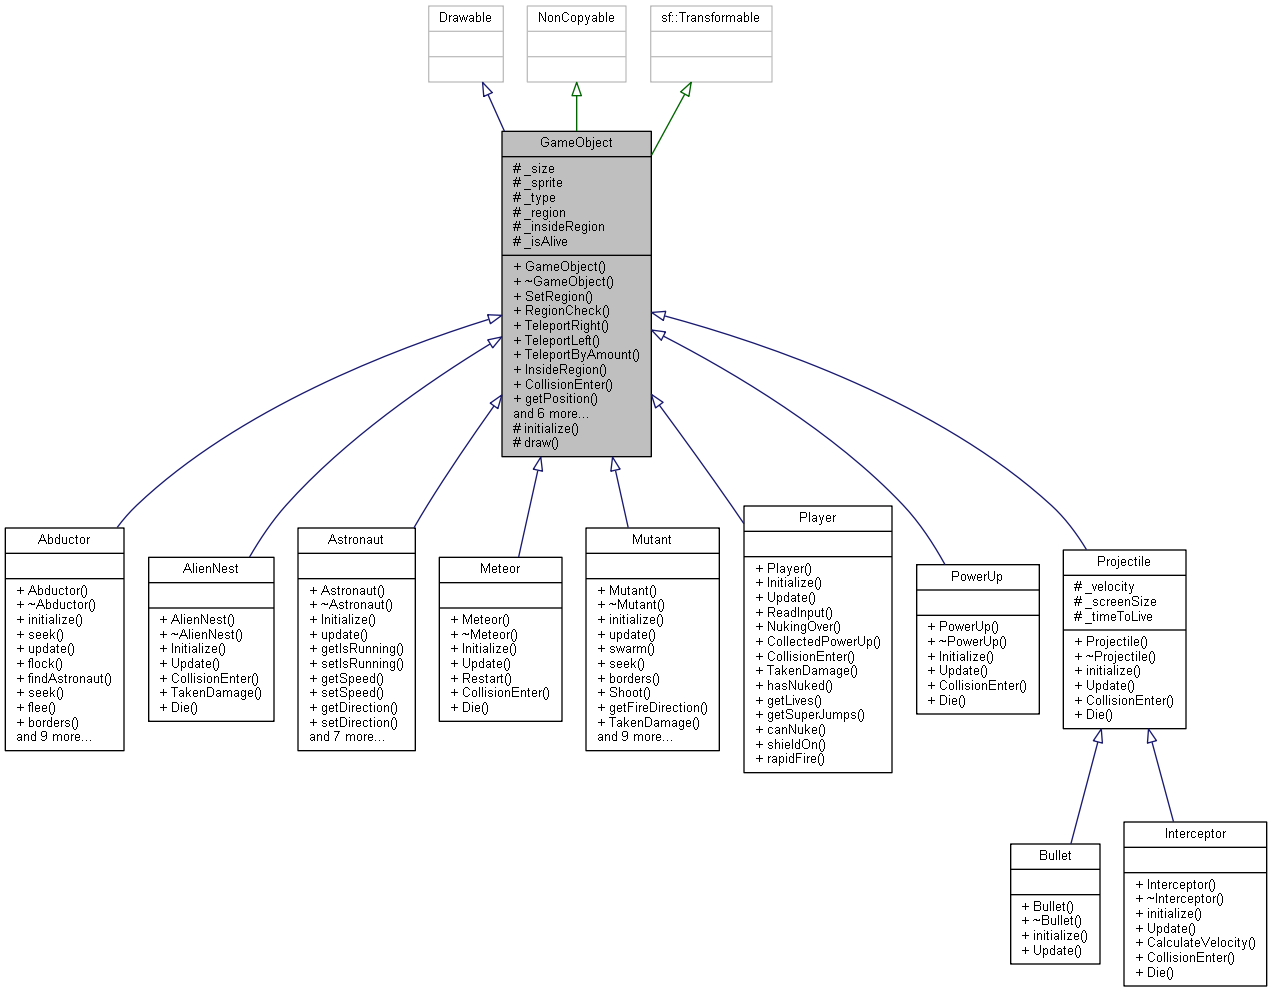 Drawable
NonCopyable
sf::Transformable
GameObject
# _size
# _sprite
# _type
# _region
# _insideRegion
# _isAlive
+ GameObject()
+ ~GameObject()
+ SetRegion()
+ RegionCheck()
+ TeleportRight()
+ TeleportLeft()
+ TeleportByAmount()
+ InsideRegion()
+ CollisionEnter()
+ getPosition()
and 6 more...
# initialize()
# draw()
Abductor
+ Abductor()
+ ~Abductor()
+ initialize()
+ seek()
+ update()
+ flock()
+ findAstronaut()
+ seek()
+ flee()
+ borders()
and 9 more...
AlienNest
+ AlienNest()
+ ~AlienNest()
+ Initialize()
+ Update()
+ CollisionEnter()
+ TakenDamage()
+ Die()
Astronaut
+ Astronaut()
+ ~Astronaut()
+ Initialize()
+ update()
+ getIsRunning()
+ setIsRunning()
+ getSpeed()
+ setSpeed()
+ getDirection()
+ setDirection()
and 7 more...
Meteor
+ Meteor()
+ ~Meteor()
+ Initialize()
+ Update()
+ Restart()
+ CollisionEnter()
+ Die()
Mutant
+ Mutant()
+ ~Mutant()
+ initialize()
+ update()
+ swarm()
+ seek()
+ borders()
+ Shoot()
+ getFireDirection()
+ TakenDamage()
and 9 more...
Player
+ Player()
+ Initialize()
+ Update()
+ ReadInput()
+ NukingOver()
+ CollectedPowerUp()
+ CollisionEnter()
+ TakenDamage()
+ hasNuked()
+ getLives()
+ getSuperJumps()
+ canNuke()
+ shieldOn()
+ rapidFire()
PowerUp
+ PowerUp()
+ ~PowerUp()
+ Initialize()
+ Update()
+ CollisionEnter()
+ Die()
Projectile
# _velocity
# _screenSize
# _timeToLive
+ Projectile()
+ ~Projectile()
+ initialize()
+ Update()
+ CollisionEnter()
+ Die()
Bullet
+ Bullet()
+ ~Bullet()
+ initialize()
+ Update()
Interceptor
+ Interceptor()
+ ~Interceptor()
+ initialize()
+ Update()
+ CalculateVelocity()
+ CollisionEnter()
+ Die()